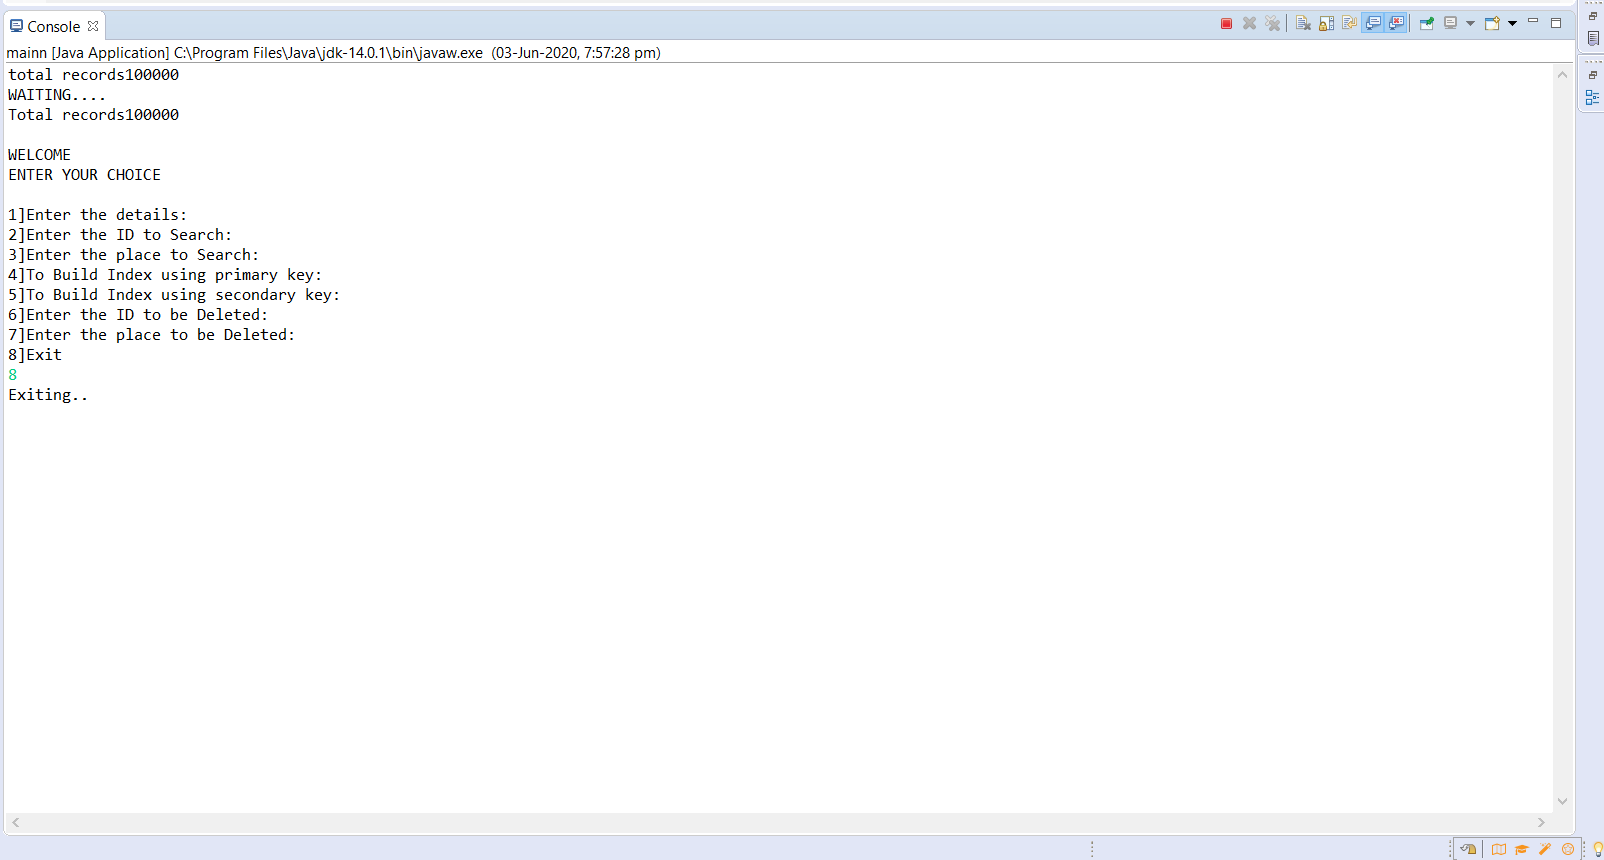 Console
mainn [Java Application] C:\Program Files\Java\jdk-14.0.1\bin\javaw.exe (03-Jun-2020, 7:57:28 pm)
total records100000
WAITING....
Total records100000
WELCOME
ENTER YOUR CHOICE
1]Enter the details:
2]Enter the ID to Search:
3]Enter the place to Search:
4]To Build Index using primary key:
5]To Build Index using secondary key:
6]Enter the ID to be Deleted:
7]Enter the place to be Deleted:
8]Exit
8
Exiting..